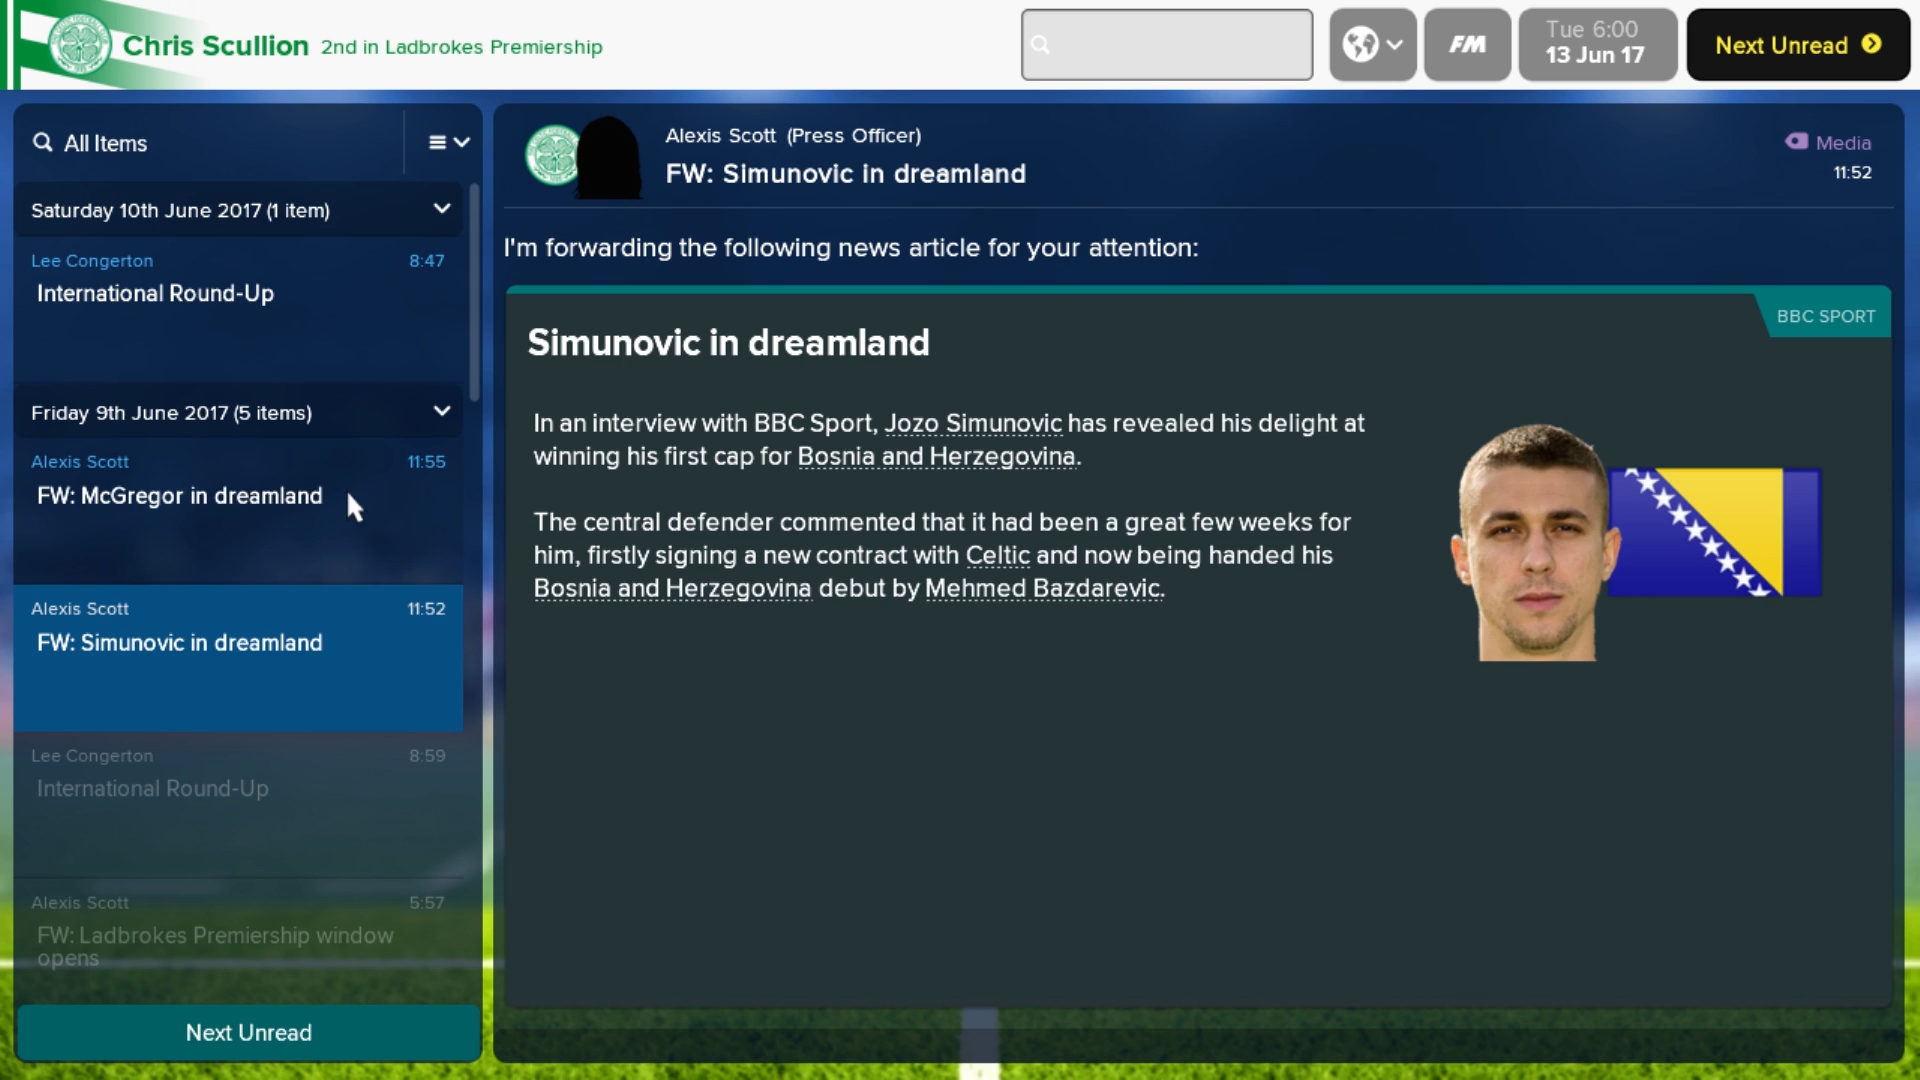 Chris Scullion 2nd in Ladbrokes Premiership
FM
Tue 6:00
13 Jun 17
Next Unread
All Items
Saturday 10th June 2017 (1 item)
Lee Congerton 8:47
International Round-Up
Friday 9th June 2017 (5 items)
Alexis Scott 11:55
FW: McGregor in dreamland
Alexis Scott 11:52
FW: Simunovic in dreamland
Lee Congerton 8:59
International Round-Up
Alexis Scott 5:57
FW: Ladbrokes Premiership window
opens
Next Unread
Alexis Scott (Press Officer)
FW: Simunovic in dreamland
Media
11:52
I'm forwarding the following news article for your attention:
BBC SPORT
Simunovic in dreamland
In an interview with BBC Sport, Jozo Simunovic has revealed his delight at
winning his first cap for Bosnia and Herzegovina.
The central defender commented that it had been a great few weeks for
him, firstly signing a new contract with Celtic and now being handed his
Bosnia and Herzegovina debut by Mehmed Bazdarevic.